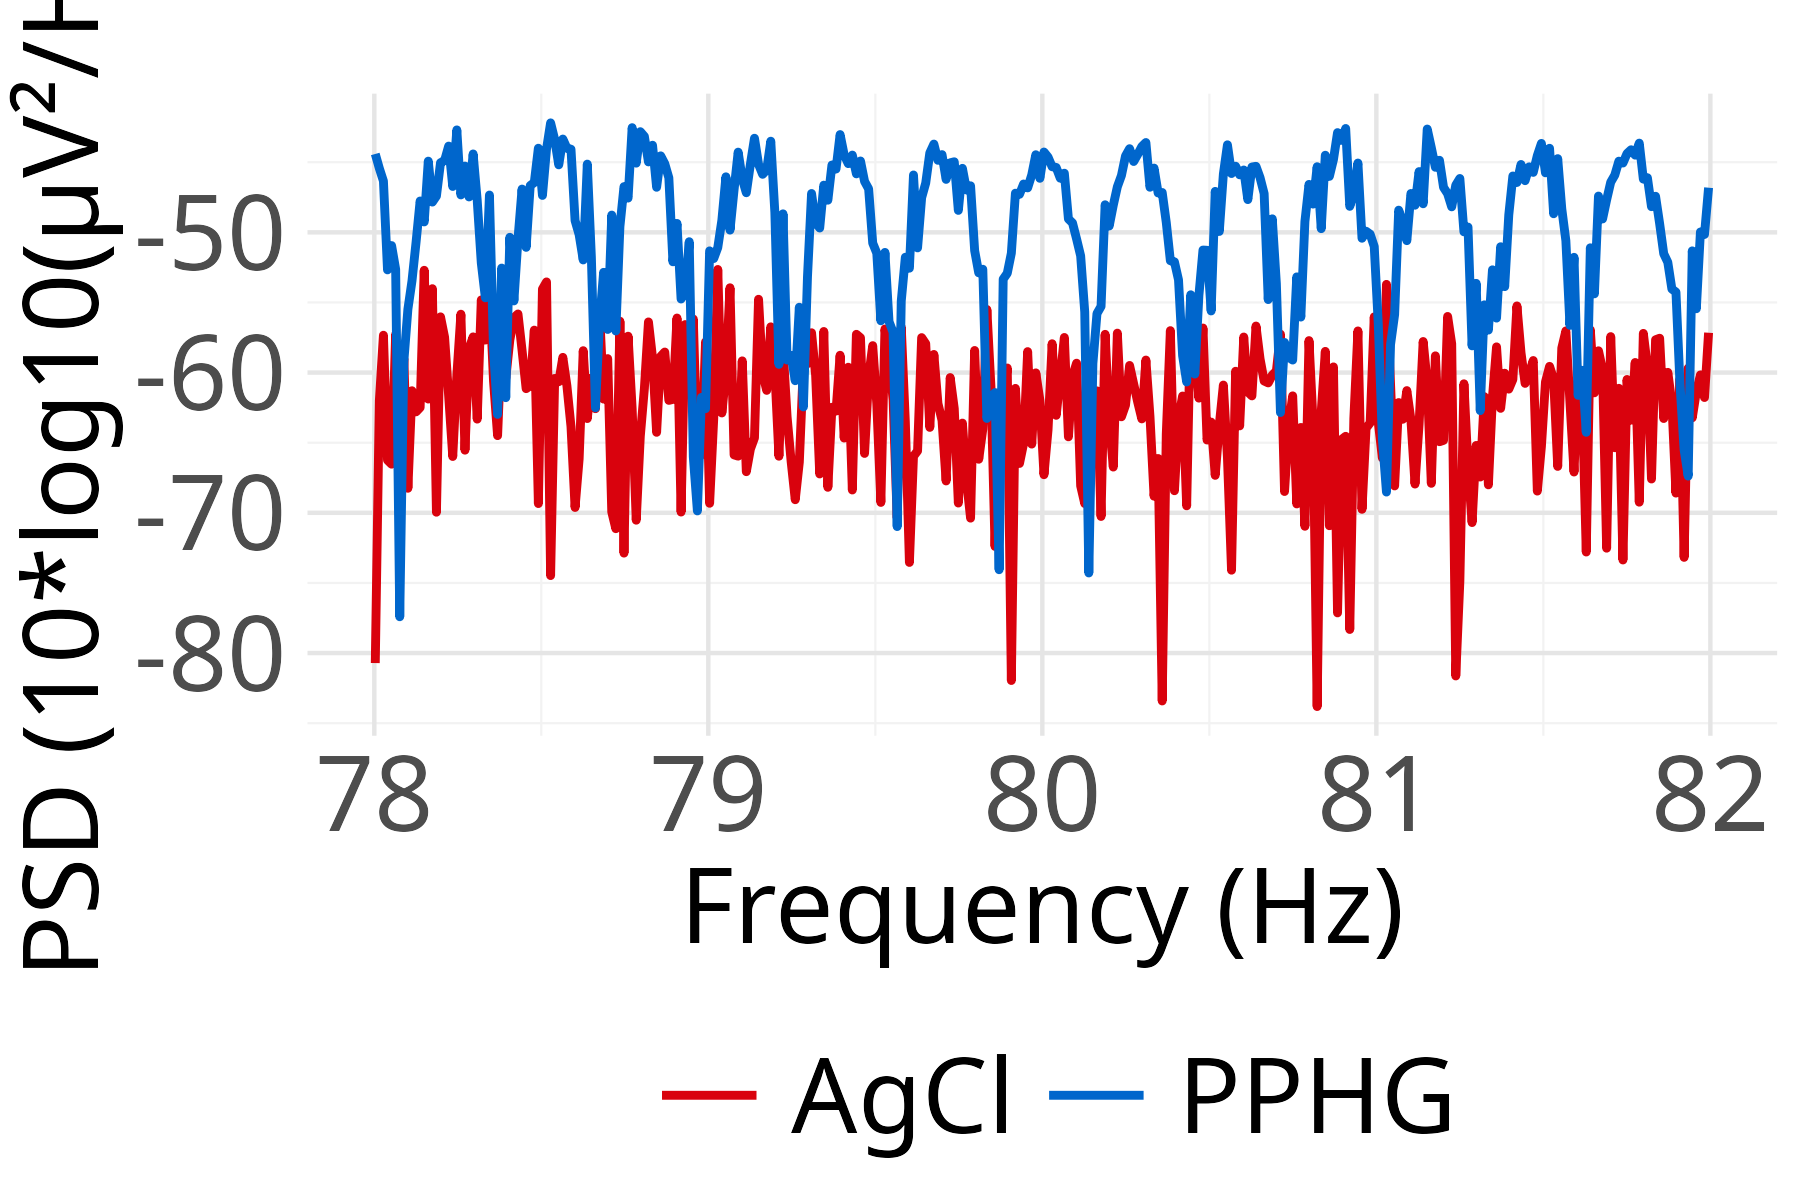 PSD (10*log10(µV²/H
-50
-60
-70
-80
78 79 80 81 82
Frequency (Hz)
AgCl PPHG